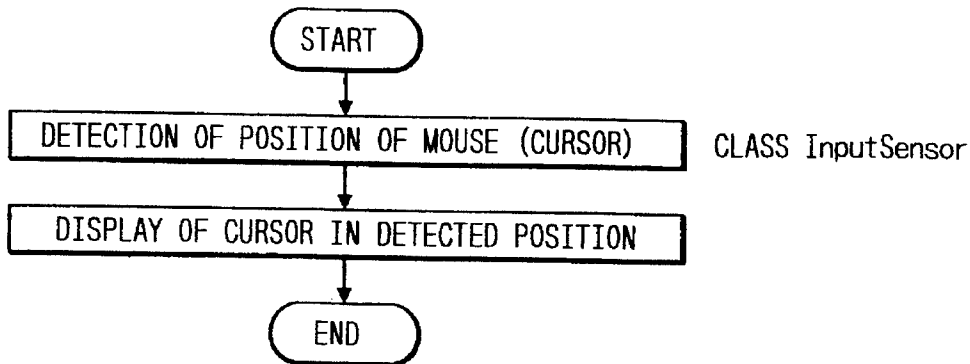 START
DETECTION OF POSITION OF MOUSE (CURSOR) CLASS InputSensor
DISPLAY OF CURSOR IN DETECTED POSITION
END